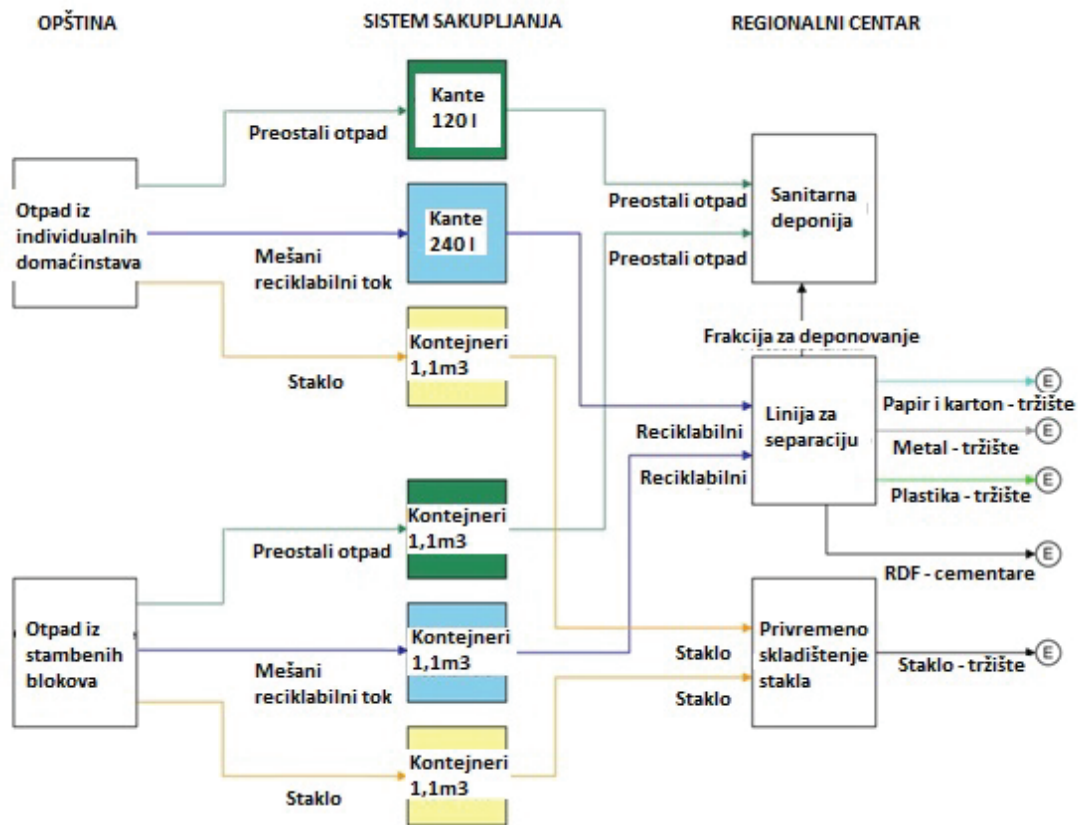 OPŠTINA
SISTEM SAKUPLJANJA
REGIONALNI CENTAR
Kante
120 l
Preostali otpad
Otpad iz
individualnih
domaćinstava
Kante
240 l
Mešani
reciklabilni tok
Kontejneri
1,1m3
Staklo
Preostali otpad
Preostali otpad
Sanitarna
deponija
Frakcija za deponovanje
Linija za
separaciju
Reciklabilni
Reciklabilni
E
Papir i karton - tržište
E
Metal - tržište
E
Plastika - tržište
E
RDF - cementare
Kontejneri
1,1m3
Preostali otpad
Otpad iz
stambenih
blokova
Kontejneri
1,1m3
Mešani
reciklabilni tok
Kontejneri
1,1m3
Staklo
Staklo
Staklo
Privremeno
skladištenje
stakla
E
Staklo - tržište